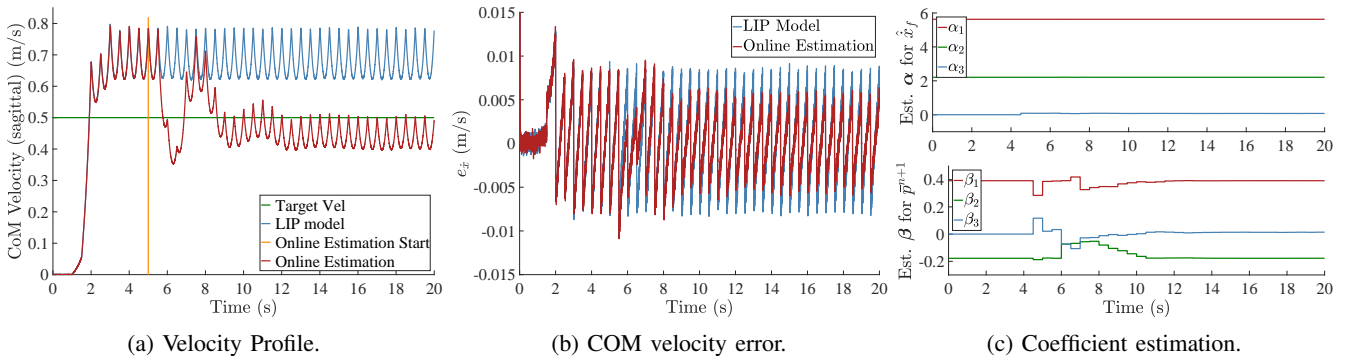 CoM Velocity (sagittal) (m/s)
0.8
0.7
0.6
0.5
0.4
0.3
0.2
0.1
0
Target Vel
LIP model
Online Estimation Start
Online Estimation
0 2 4 6 8 10 12 14 16 18 20
Time (s)
(a) Velocity Profile.
e_ẋ (m/s)
0.015
0.01
0.005
0
-0.005
-0.01
-0.015
LIP Model
Online Estimation
0 2 4 6 8 10 12 14 16 18 20
Time (s)
(b) COM velocity error.
Est. α for x̂̇_f
6
4
2
0
α₁
α₂
α₃
0 2 4 6 8 10 12 14 16 18 20
Est. β for p̄ⁿ⁺¹
0.4
0.2
0
-0.2
β₁
β₂
β₃
0 2 4 6 8 10 12 14 16 18 20
Time (s)
(c) Coefficient estimation.